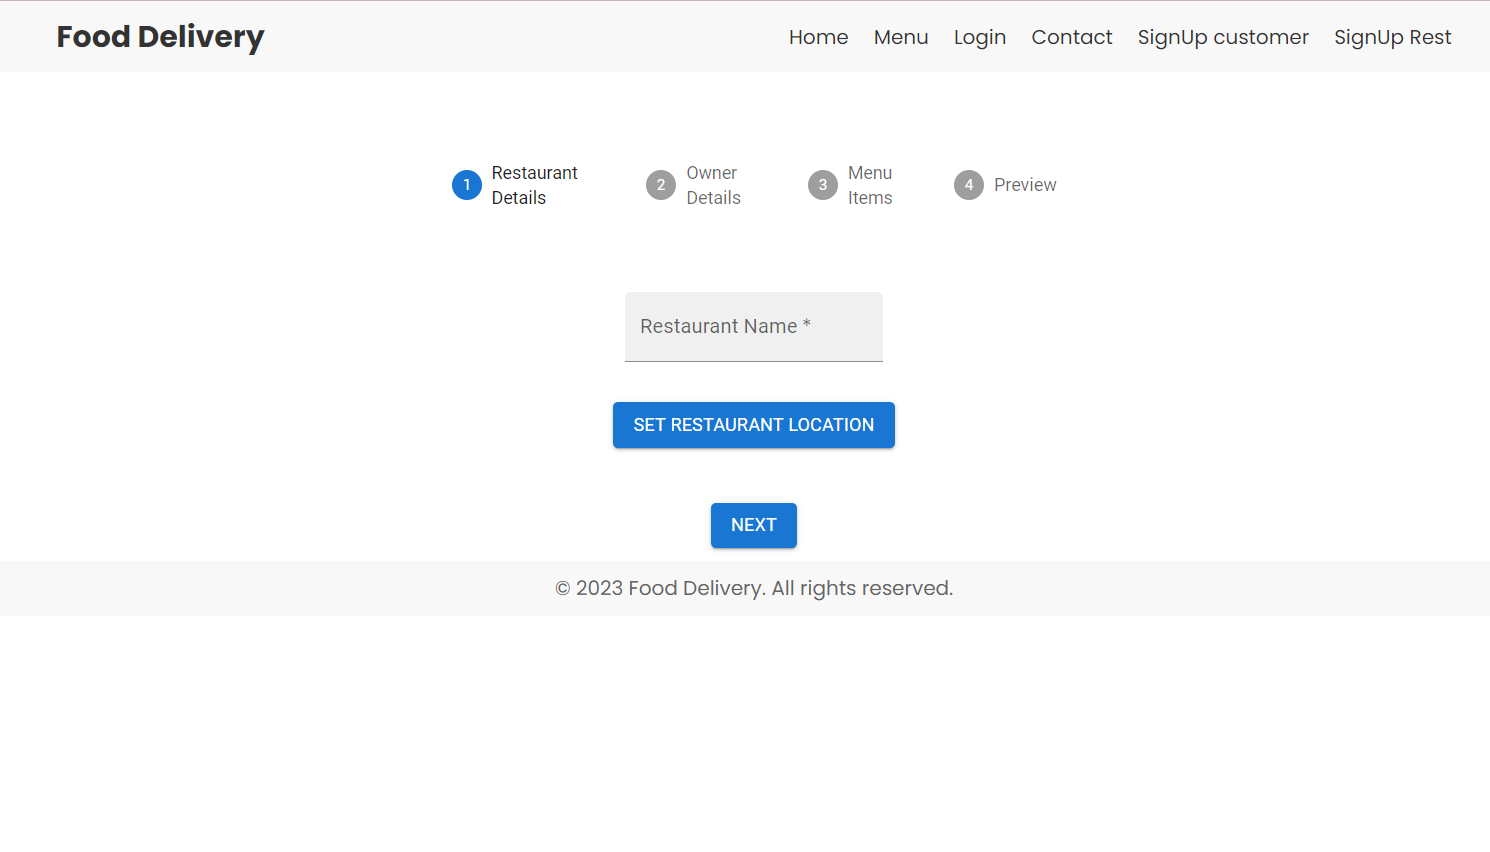 Food Delivery
Home Menu Login Contact SignUp customer SignUp Rest
1 Restaurant Details
2 Owner Details
3 Menu Items
4 Preview
Restaurant Name *
SET RESTAURANT LOCATION
NEXT
© 2023 Food Delivery. All rights reserved.